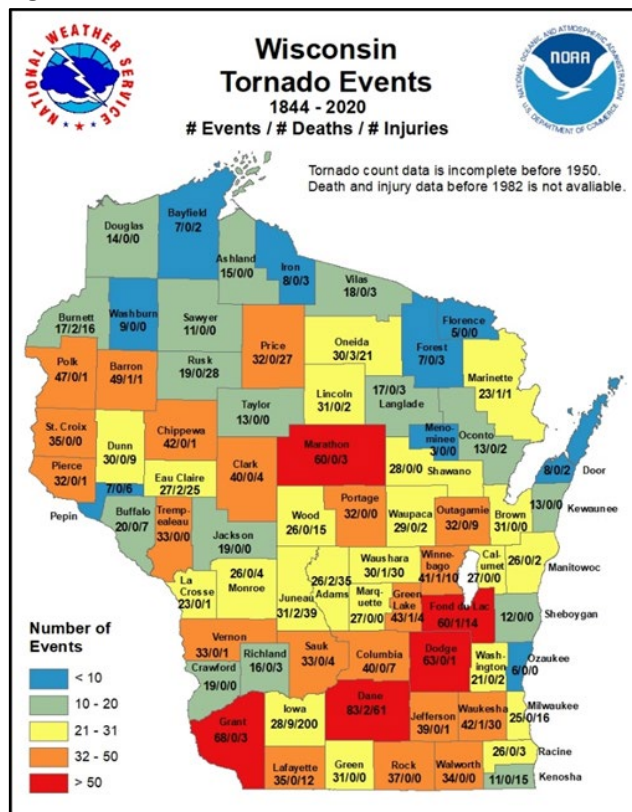 NATIONAL WEATHER SERVICE
Wisconsin
Tornado Events
1844 - 2020
# Events / # Deaths / # Injuries
NATIONAL OCEANIC AND ATMOSPHERIC ADMINISTRATION
NOAA
U.S. DEPARTMENT OF COMMERCE
Tornado count data is incomplete before 1950.
Death and injury data before 1982 is not avaliable.
Douglas
14/0/0
Bayfield
7/0/2
Ashland
15/0/0
Iron
8/0/3
Vilas
18/0/3
Burnett
17/2/16
Washburn
9/0/0
Sawyer
11/0/0
Price
32/0/27
Oneida
30/3/21
Forest
7/0/3
Florence
5/0/0
Marinette
23/1/1
Polk
47/0/1
Barron
49/1/1
Rusk
19/0/28
Lincoln
31/0/2
17/0/3
Langlade
Taylor
13/0/0
St. Croix
35/0/0
Dunn
30/0/9
Chippewa
42/0/1
Marathon
60/0/3
Meno-
minee
3/0/0
Oconto
13/0/2
8/0/2
Door
Pierce
32/0/1
Eau Claire
27/2/25
Clark
40/0/4
28/0/0
Shawano
7/0/6
Pepin
Buffalo
20/0/7
Tremp-
ealeau
33/0/0
Jackson
19/0/0
Wood
26/0/15
Portage
32/0/0
Waupaca
29/0/2
Outagamie
32/0/9
Brown
31/0/0
13/0/0
Kewaunee
La
Crosse
23/0/1
26/0/4
Monroe
Juneau
31/2/39
26/2/35
Adams
Waushara
30/1/30
Winne-
bago
41/1/10
Cal-
umet
27/0/0
26/0/2
Manitowoc
Mar-
quette
27/0/0
Green
Lake
43/1/4
Fond du Lac
60/1/14
12/0/0
Sheboygan
Vernon
33/0/1
Crawford
19/0/0
Richland
16/0/3
Sauk
33/0/4
Columbia
40/0/7
Dodge
63/0/1
Wash-
ington
21/0/2
Ozaukee
6/0/0
Grant
68/0/3
Iowa
28/9/200
Dane
83/2/61
Jefferson
39/0/1
Waukesha
42/1/30
Milwaukee
25/0/16
Lafayette
35/0/12
Green
31/0/0
Rock
37/0/0
Walworth
34/0/0
26/0/3
Racine
11/0/15
Kenosha
Number of
Events
< 10
10 - 20
21 - 31
32 - 50
> 50